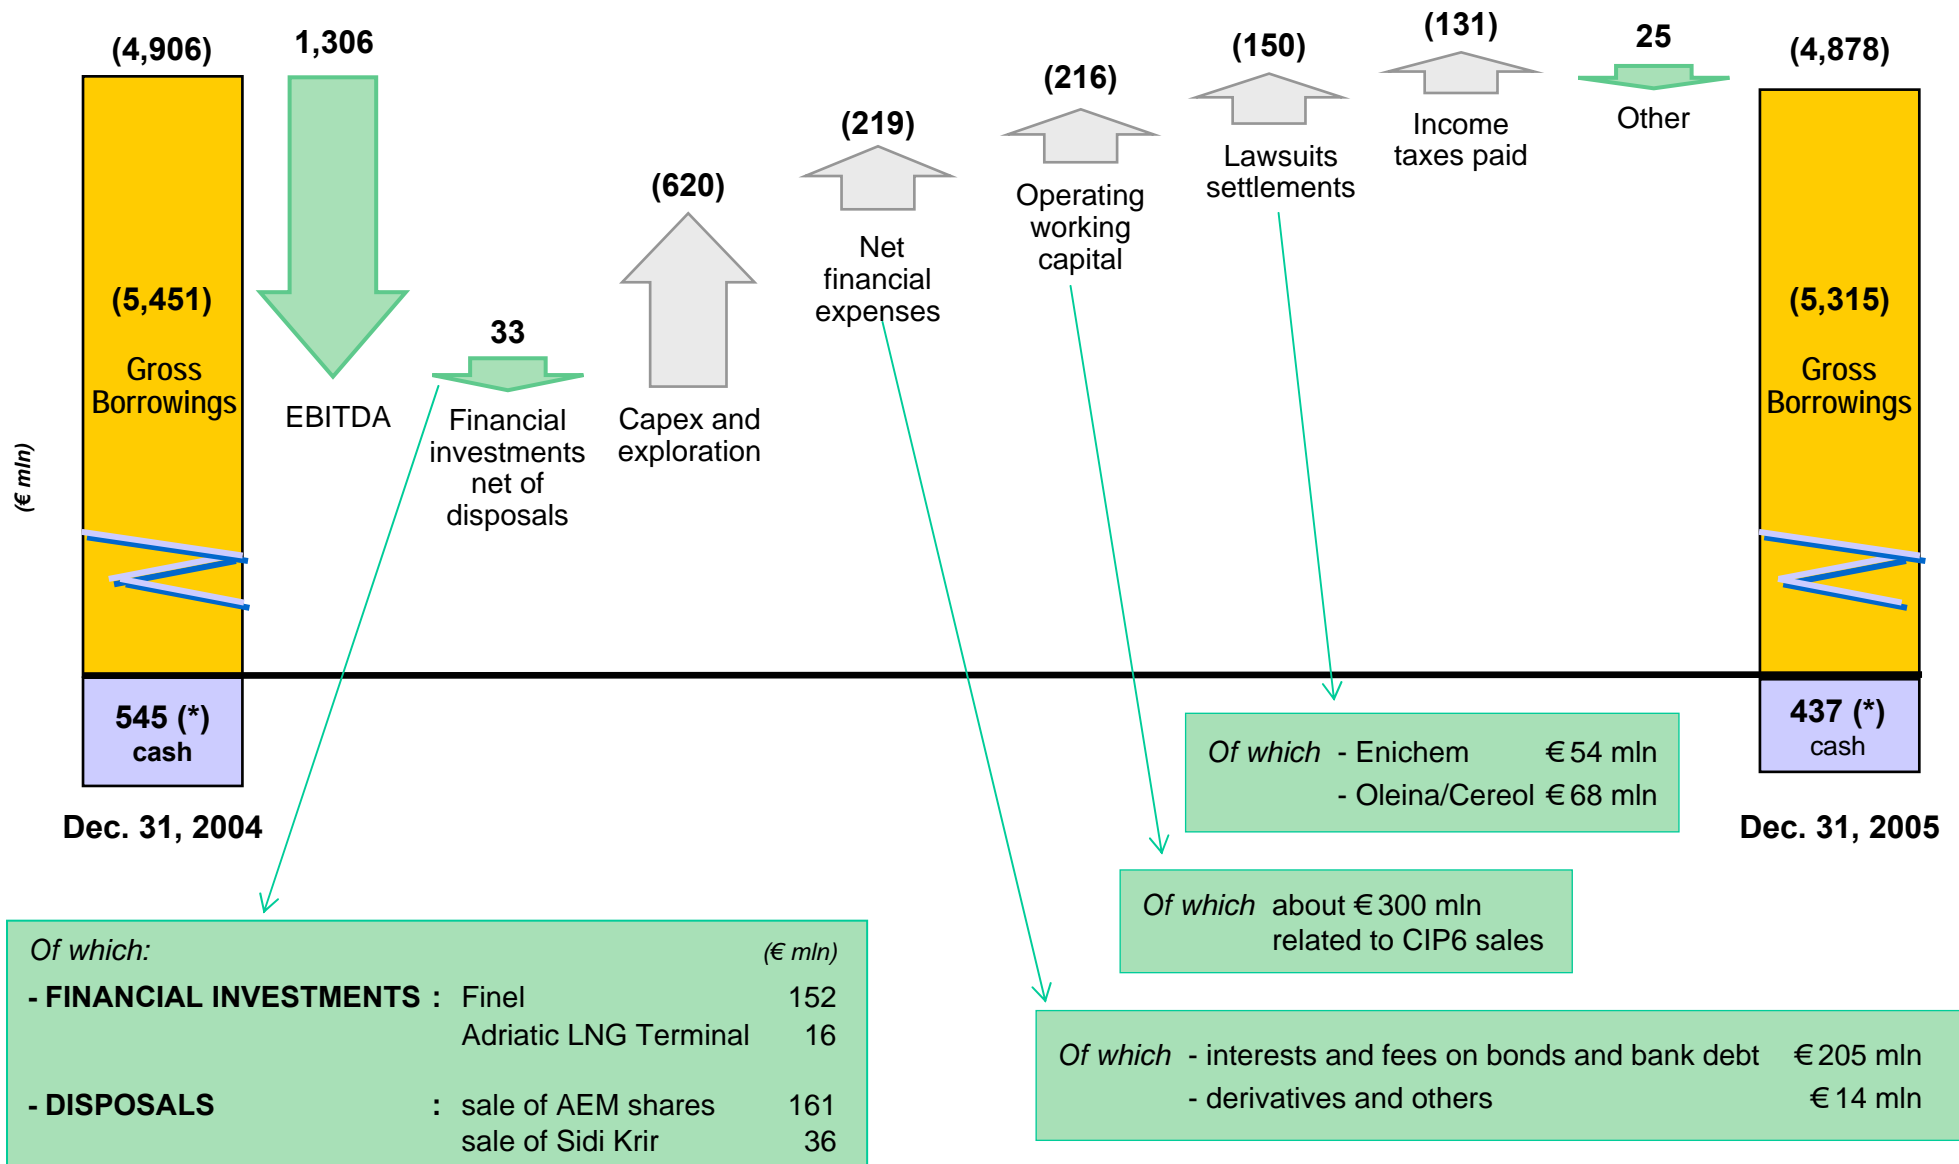 (4,906)
1,306
(5,451)
Gross
Borrowings
EBITDA
33
Financial
investments
net of
disposals
(620)
Capex and
exploration
(219)
Net
financial
expenses
(216)
Operating
working
capital
(150)
Lawsuits
settlements
(131)
Income
taxes paid
25
Other
(4,878)
(5,315)
Gross
Borrowings
(€ mln)
545 (*)
cash
437 (*)
cash
Dec. 31, 2004
Dec. 31, 2005
Of which - Enichem € 54 mln
- Oleina/Cereol € 68 mln
Of which about € 300 mln
related to CIP6 sales
Of which - interests and fees on bonds and bank debt € 205 mln
- derivatives and others € 14 mln
Of which: (€ mln)
- FINANCIAL INVESTMENTS : Finel 152
Adriatic LNG Terminal 16
- DISPOSALS : sale of AEM shares 161
sale of Sidi Krir 36